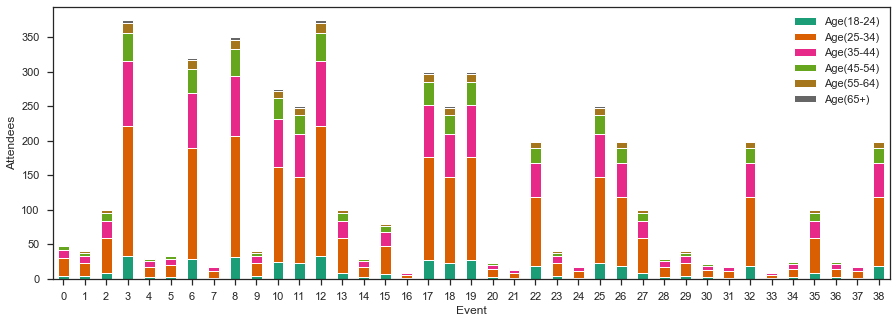 Age(18-24)
Age(25-34)
Age(35-44)
Age(45-54)
Age(55-64)
Age(65+)
350
300
250
200
150
100
50
0
Attendees
0 1 2 3 4 5 6 7 8 9 10 11 12 13 14 15 16 17 18 19 20 21 22 23 24 25 26 27 28 29 30 31 32 33 34 35 36 37 38
Event